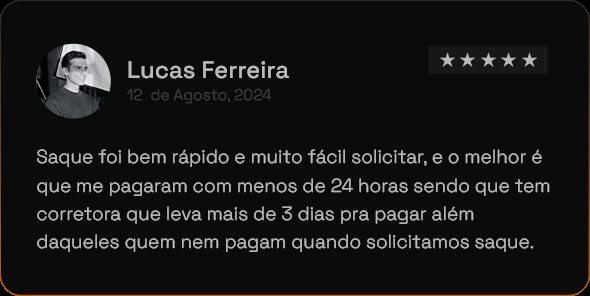 Lucas Ferreira
★★★★★
12 de Agosto, 2024
Saque foi bem rápido e muito fácil solicitar, e o melhor é
que me pagaram com menos de 24 horas sendo que tem
corretora que leva mais de 3 dias pra pagar além
daqueles quem nem pagam quando solicitamos saque.